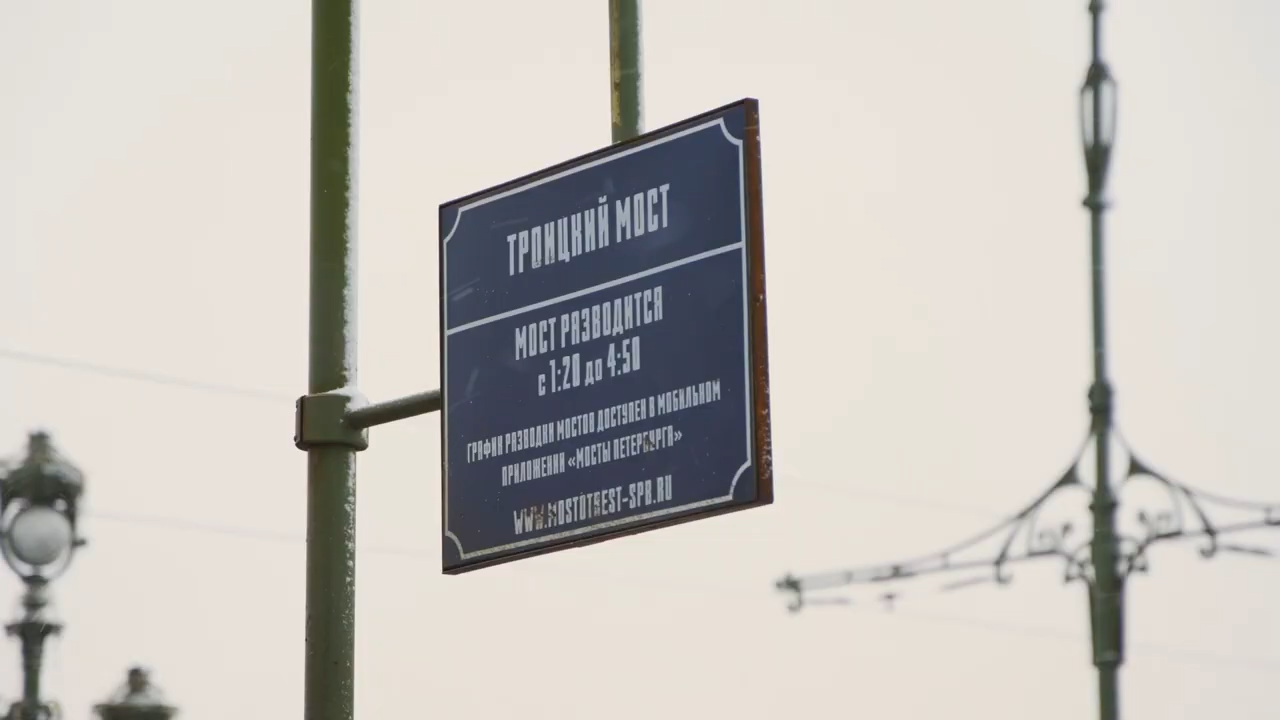 ТРОИЦКИЙ МОСТ
МОСТ РАЗВОДИТСЯ
с 1:20 до 4:50
ГРАФИК РАЗВОДКИ МОСТОВ ДОСТУПЕН В МОБИЛЬНОМ
ПРИЛОЖЕНИИ «МОСТЫ ПЕТЕРБУРГА»
WWW.MOSTOTREST-SPB.RU